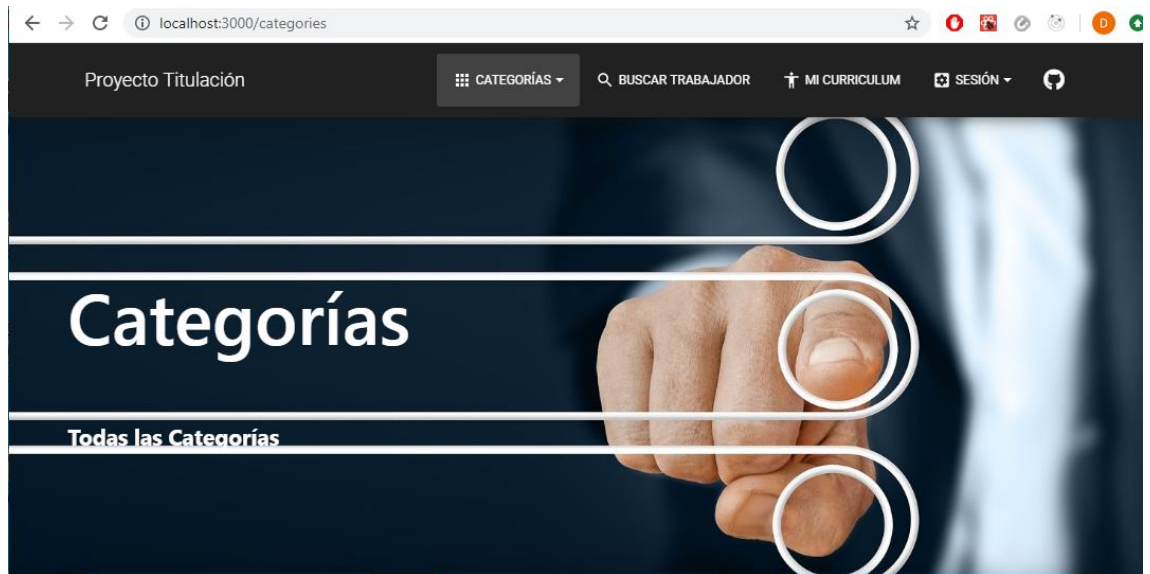 localhost:3000/categories
D
Proyecto Titulación
CATEGORÍAS
BUSCAR TRABAJADOR
MI CURRICULUM
SESIÓN
Categorías
Todas las Categorías